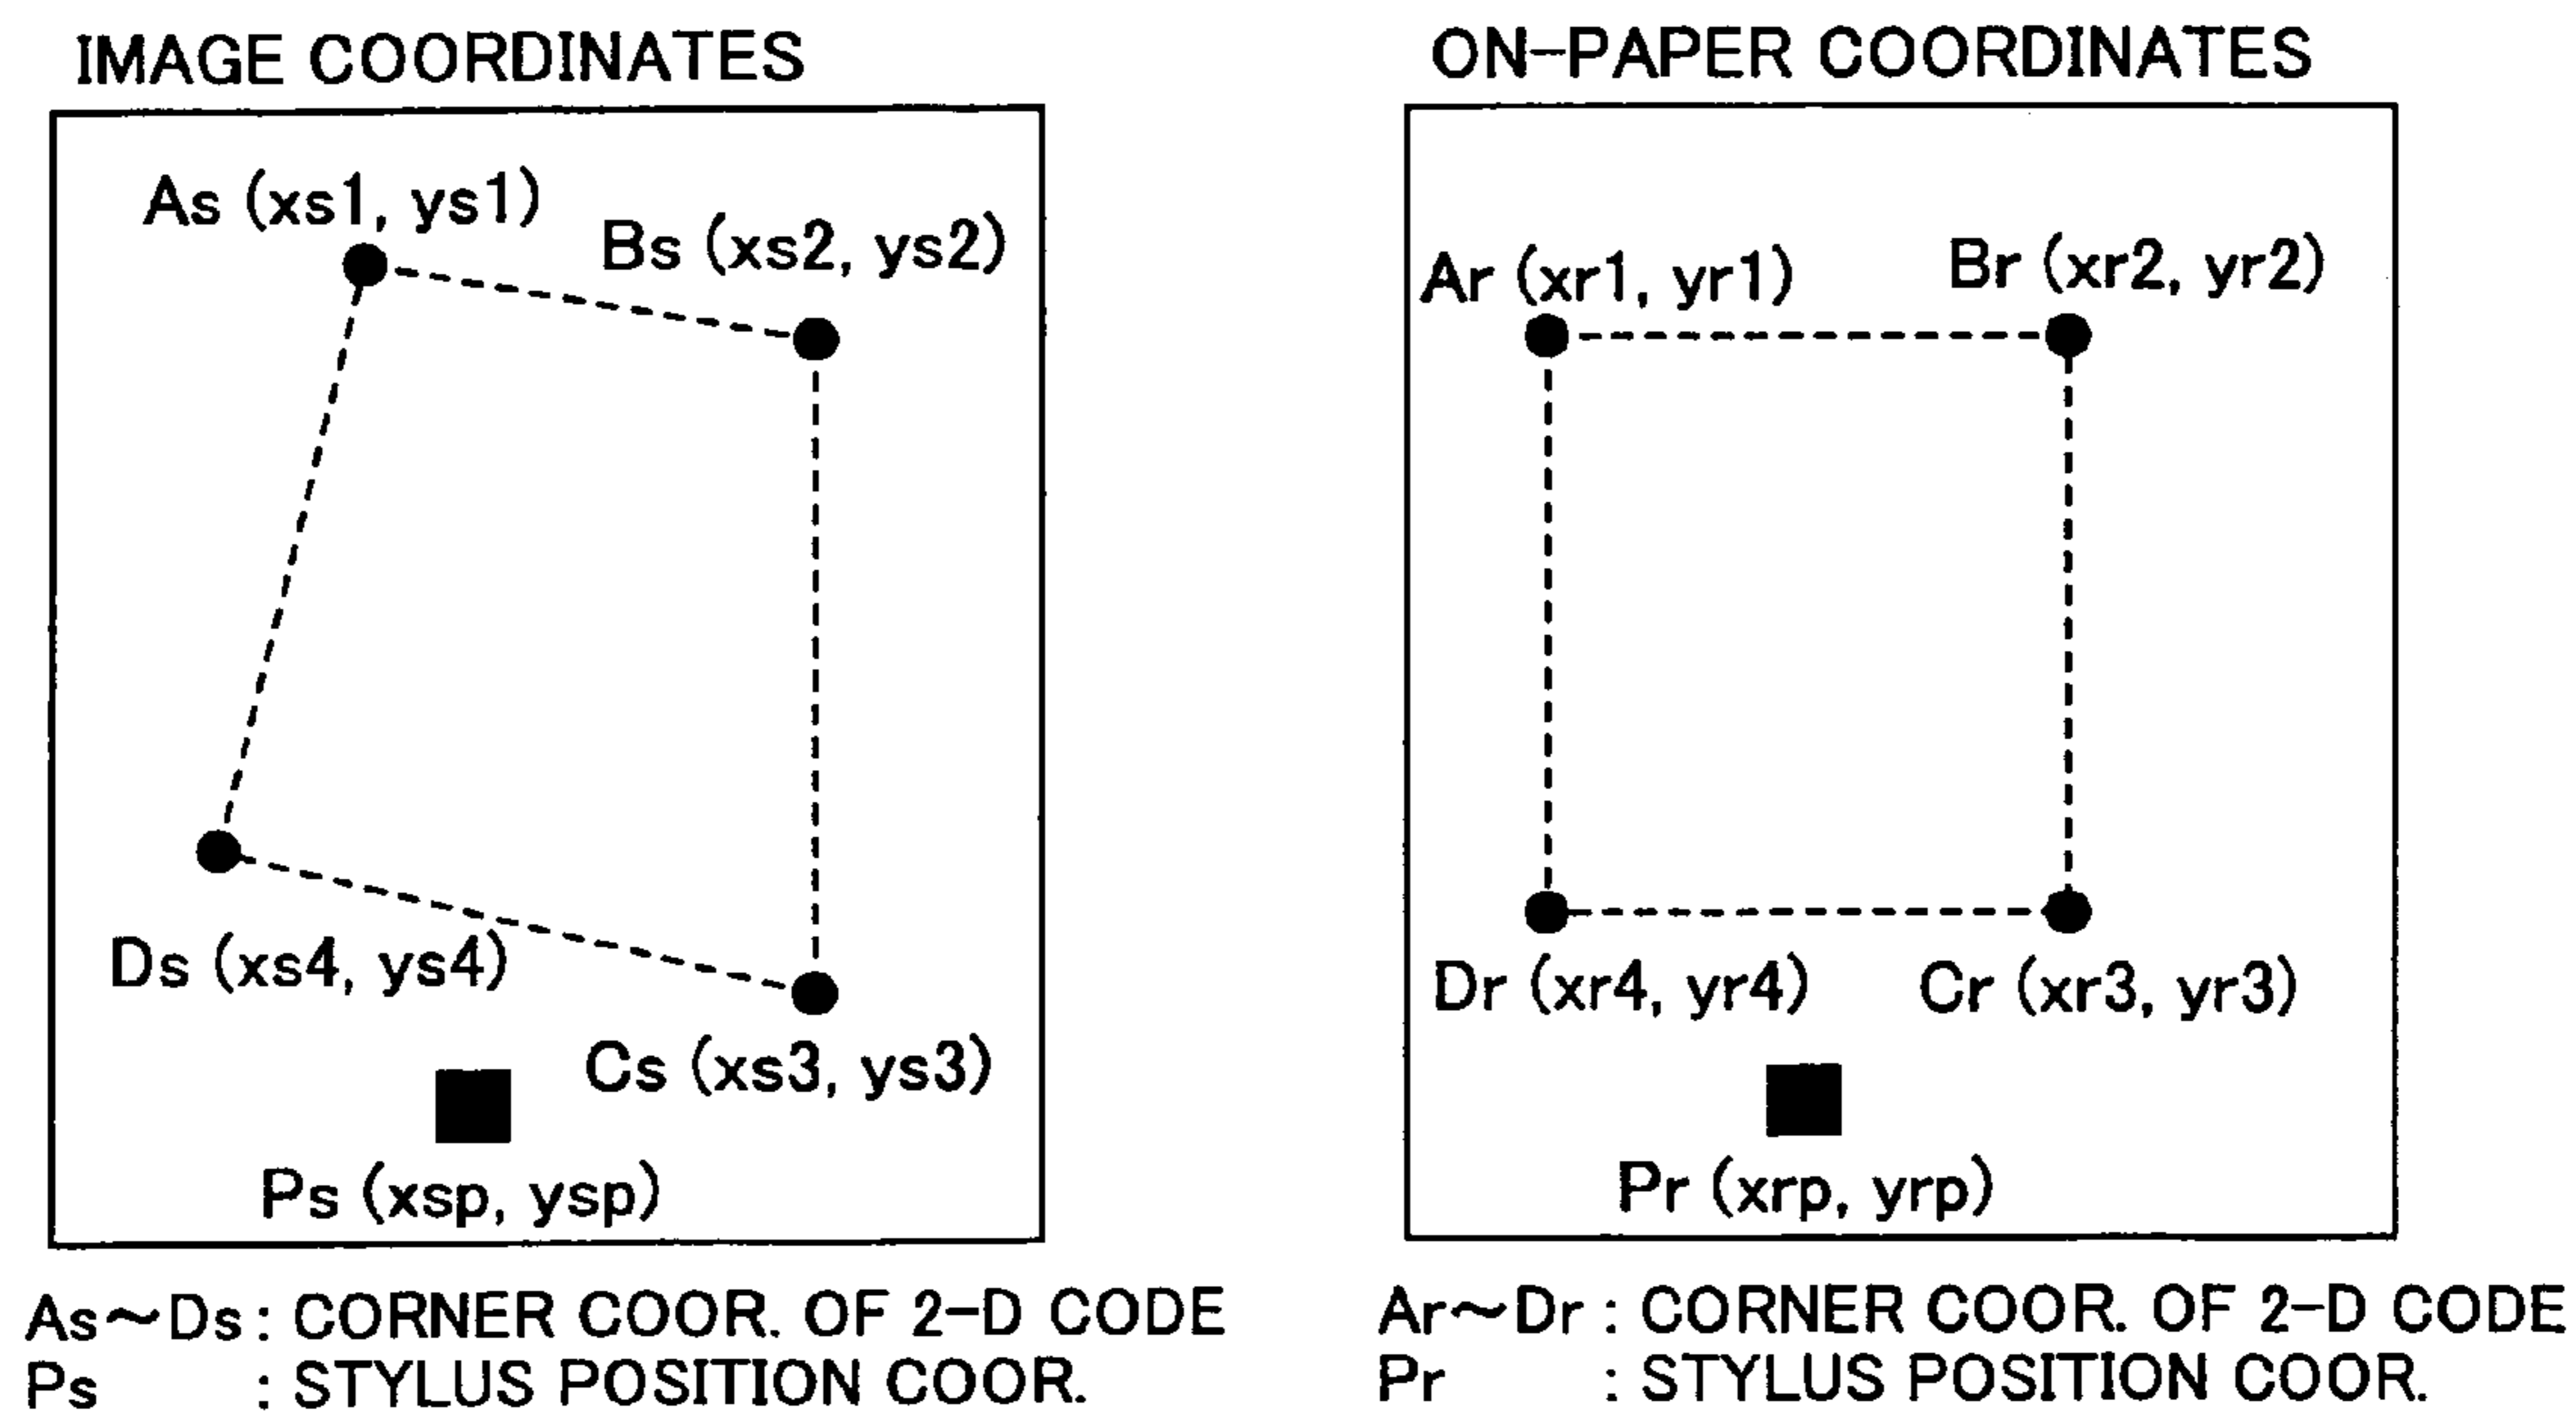 IMAGE COORDINATES
As (xs1, ys1)
Bs (xs2, ys2)
Ds (xs4, ys4)
Cs (xs3, ys3)
Ps (xsp, ysp)
As～Ds : CORNER COOR. OF 2-D CODE
Ps : STYLUS POSITION COOR.
ON-PAPER COORDINATES
Ar (xr1, yr1)
Br (xr2, yr2)
Dr (xr4, yr4)
Cr (xr3, yr3)
Pr (xrp, yrp)
Ar～Dr : CORNER COOR. OF 2-D CODE
Pr : STYLUS POSITION COOR.